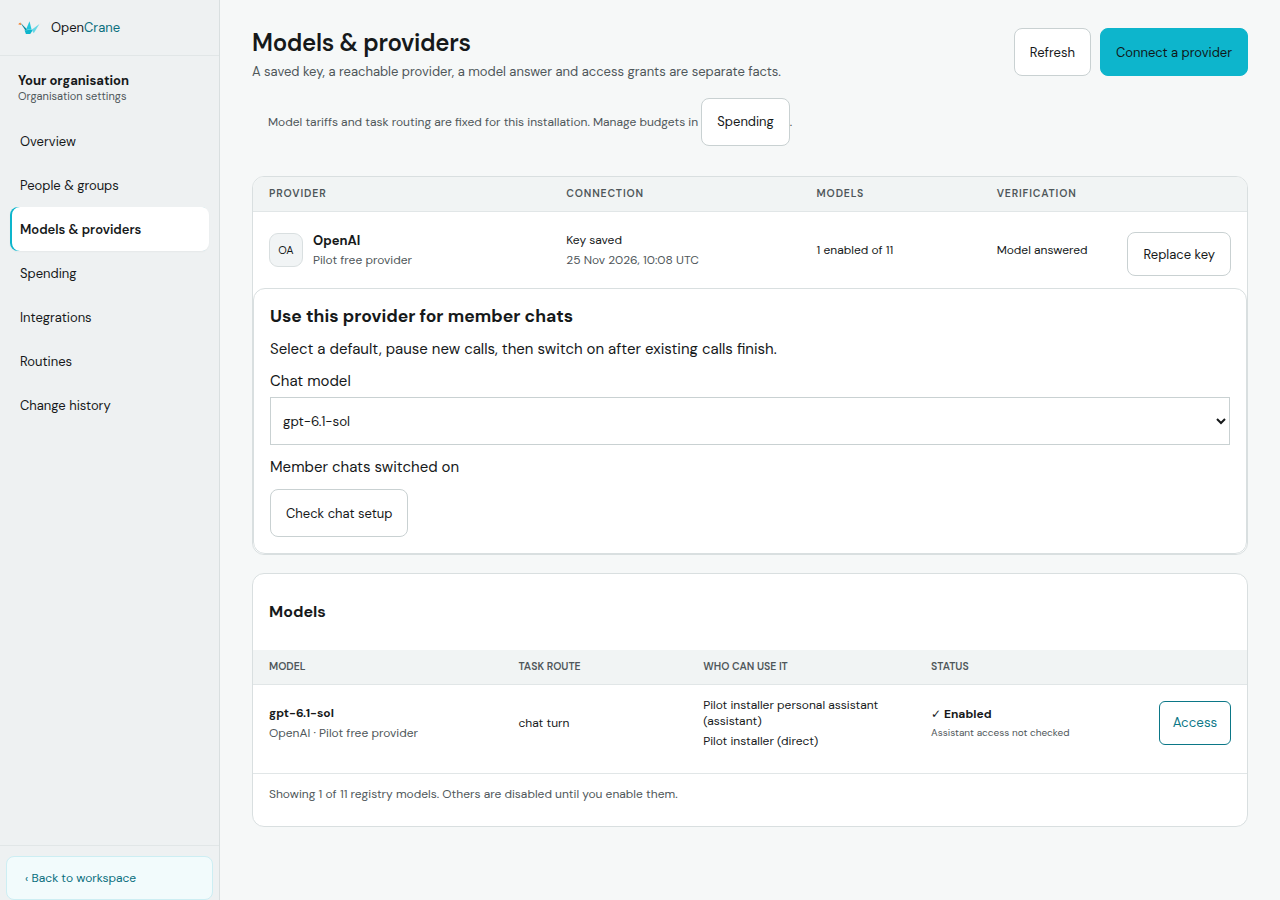 OpenCrane
Your organisation
Organisation settings
Overview
People & groups
Models & providers
Spending
Integrations
Routines
Change history
‹ Back to workspace
Models & providers
A saved key, a reachable provider, a model answer and access grants are separate facts.
Refresh
Connect a provider
Model tariffs and task routing are fixed for this installation. Manage budgets in Spending.
PROVIDER CONNECTION MODELS VERIFICATION
OA OpenAI Key saved 1 enabled of 11 Model answered Replace key
Pilot free provider 25 Nov 2026, 10:08 UTC
Use this provider for member chats
Select a default, pause new calls, then switch on after existing calls finish.
Chat model
gpt-6.1-sol
Member chats switched on
Check chat setup
Models
MODEL TASK ROUTE WHO CAN USE IT STATUS
gpt-6.1-sol chat turn Pilot installer personal assistant ✓ Enabled Access
OpenAI · Pilot free provider (assistant) Assistant access not checked
Pilot installer (direct)
Showing 1 of 11 registry models. Others are disabled until you enable them.